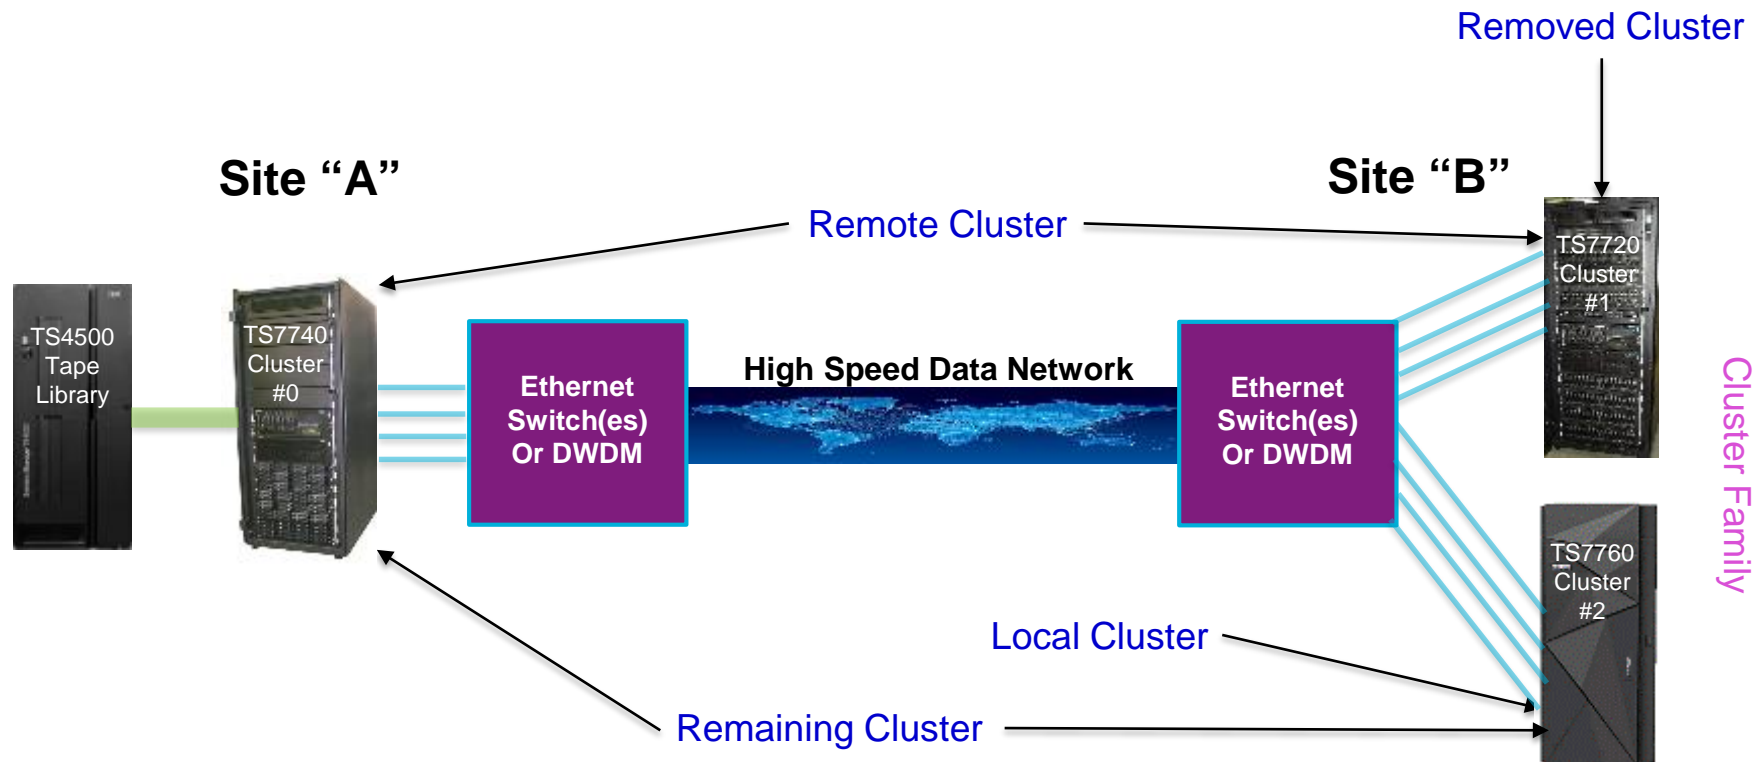 Removed Cluster
Site “A”
Site “B”
Remote Cluster
TS7720
Cluster
#1
TS4500
Tape
Library
TS7740
Cluster
#0
Ethernet
Switch(es)
Or DWDM
High Speed Data Network
Ethernet
Switch(es)
Or DWDM
Cluster Family
TS7760
Cluster
#2
Local Cluster
Remaining Cluster